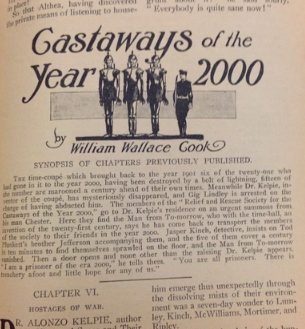 so that Althea, having discovered
private means of listening to house-
"Everybody is quite sane now!"
Castaways of the
Year 2000
by William Wallace Cook
SYNOPSIS OF CHAPTERS PREVIOUSLY PUBLISHED.
THE time-coupé which brought back to the year 1901 six of the twenty-one who
had gone in it to the year 2000, having been destroyed by a bolt of lightning, fifteen of
the number are marooned a century ahead of their own times. Meanwhile Dr. Kelpie, in-
ventor of the coupé, has mysteriously disappeared, and Gig Lindley is arrested on the
charge of having abducted him. The members of the "Relief and Rescue Society for the
Castaways of the Year 2000," go to Dr. Kelpie's residence on an urgent summons from
his man Chester. Here they find the Man from To-morrow, who with the time-ball, an
invention of the twenty-first century, says he has come back to transport the members
of the society to their friends in the year 2000. Jasper Kinch, detective, insists on Tod
Plackett's brother Jefferson accompanying them, and the five of them cover a century
in ten minutes to find themselves sprawled on the floor, and the Man from To-morrow
vanished. Then a door opens and none other than the missing Dr. Kelpie appears.
"I am a prisoner of the era 2000," he tells them. "You are all prisoners. There is
treachery afoot and little hope for any of us."
CHAPTER VI.
HOSTAGES OF WAR.
DR. ALONZO KELPIE, author
him emerge thus unexpectedly through
the dissolving mists of their environ-
ment was a seven-day wonder to Lum-
ley, Kinch, McWilliams, Mortimer, and
Ripley.